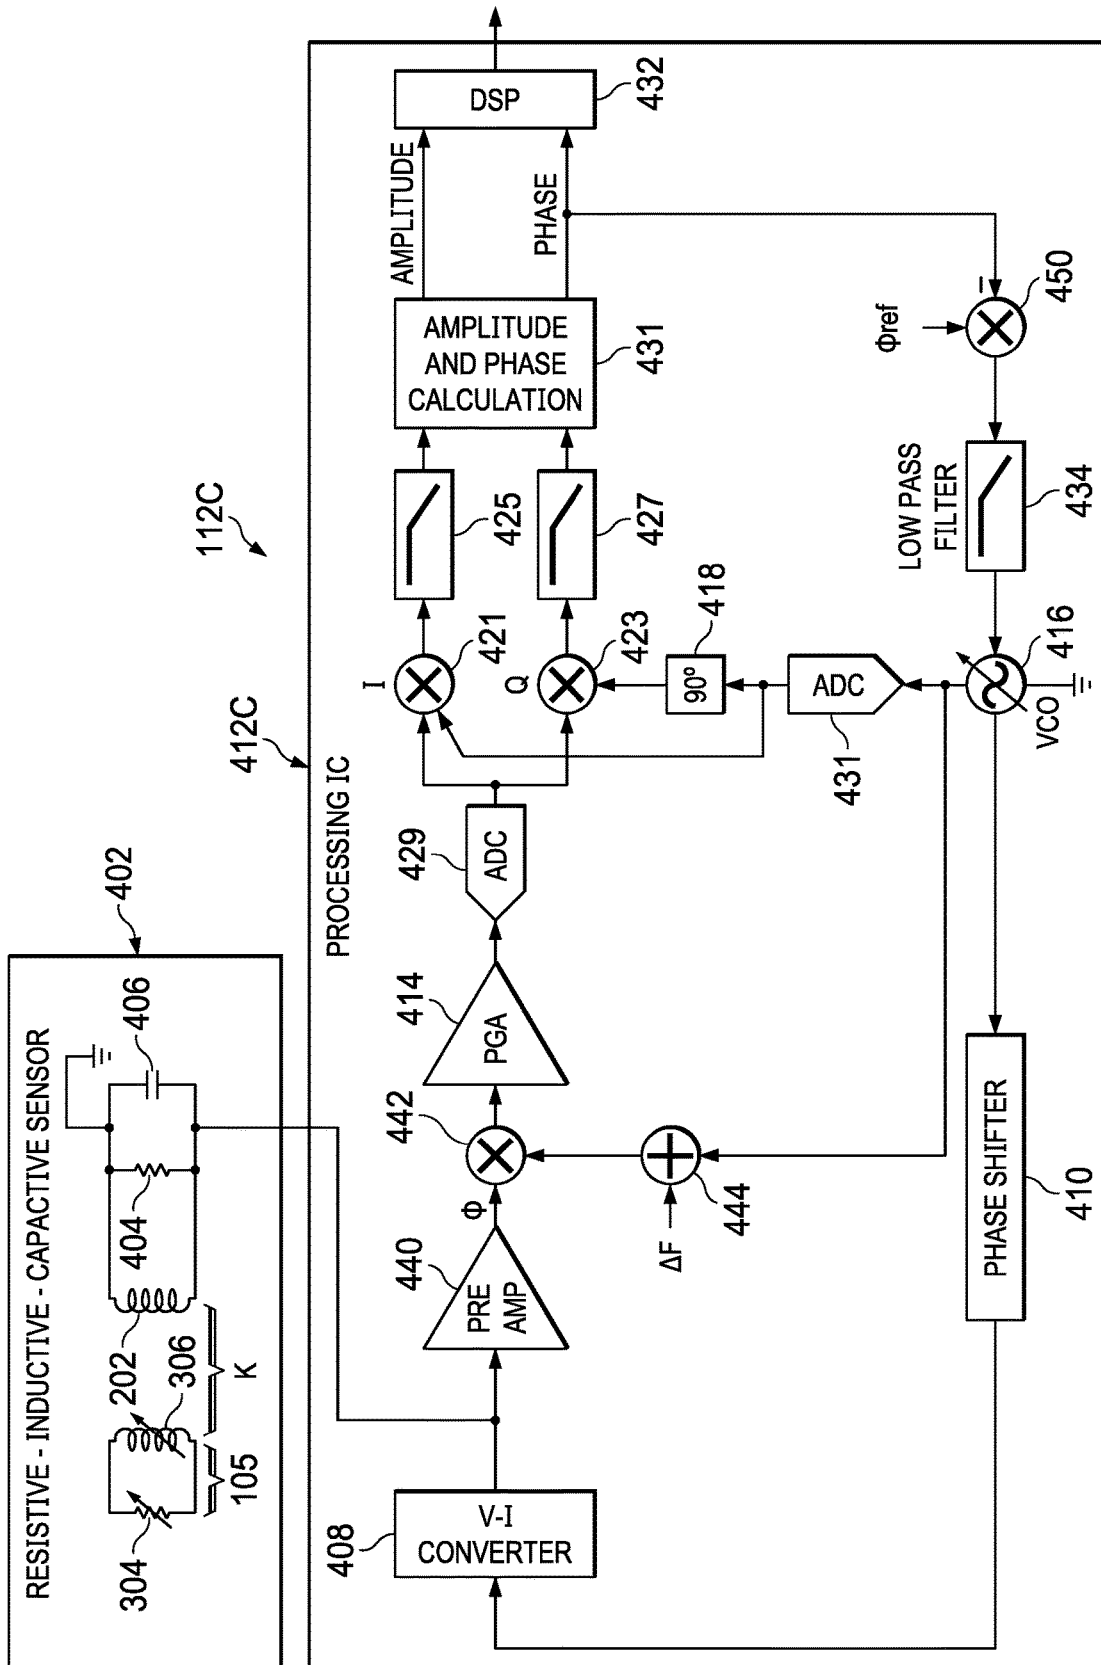 112C
RESISTIVE - INDUCTIVE - CAPACTIVE SENSOR
402
304
105
306
202
K
404
406
412C
PROCESSING IC
408
V-I
CONVERTER
440
PRE
AMP
Φ
442
414
PGA
429
ADC
I
421
Q
423
425
427
AMPLITUDE
AND PHASE
CALCULATION
431
AMPLITUDE
PHASE
DSP
432
ΔF
444
90°
418
ADC
431
VCO
416
LOW PASS
FILTER
434
Φref
–
450
PHASE SHIFTER
410